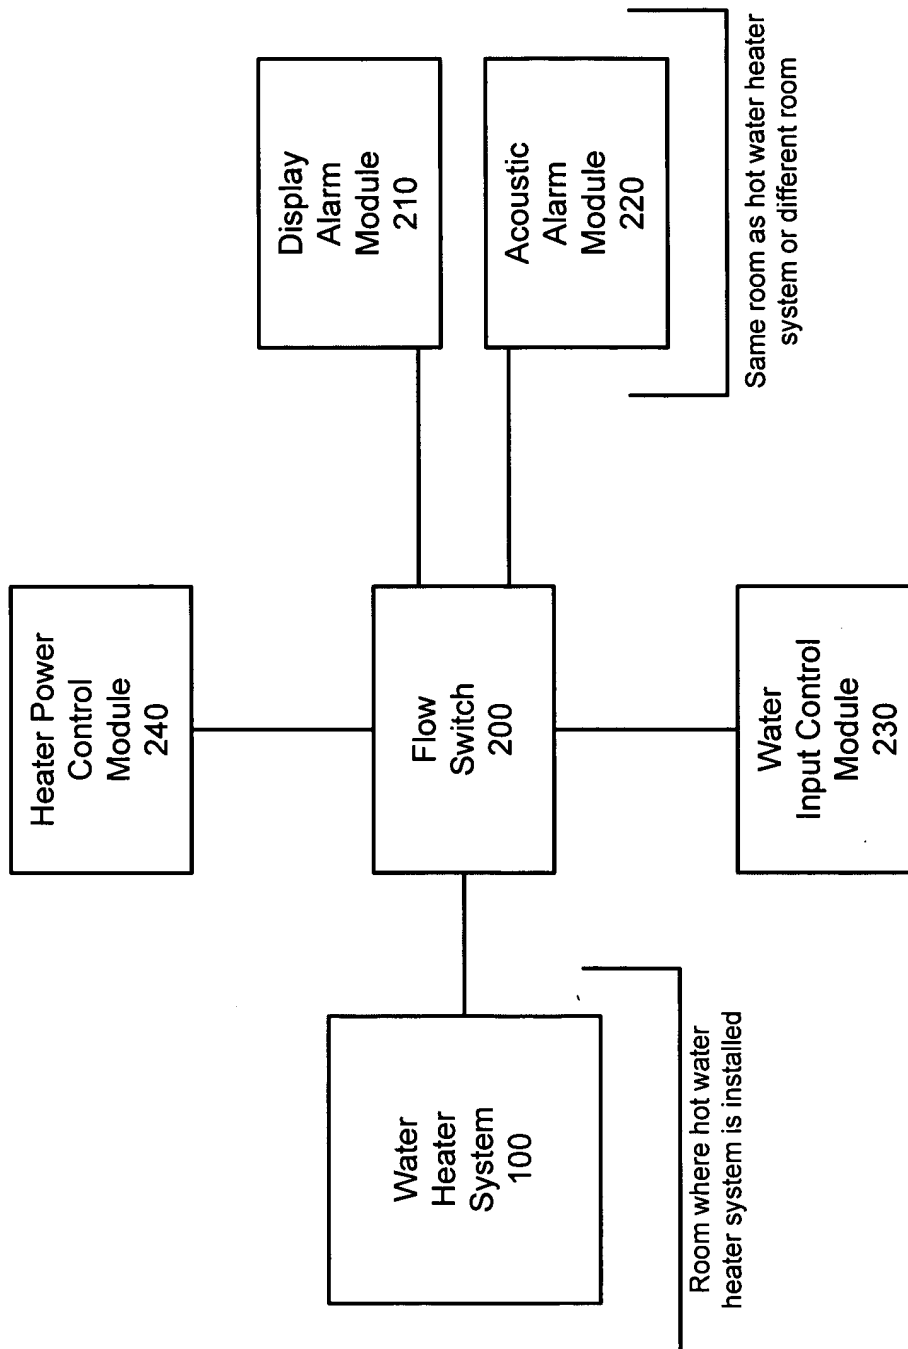 Heater Power
Control
Module
240
Display
Alarm
Module
210
Water
Heater
System
100
Flow
Switch
200
Acoustic
Alarm
Module
220
Room where hot water
heater system is installed
Water
Input Control
Module
230
Same room as hot water heater
system or different room